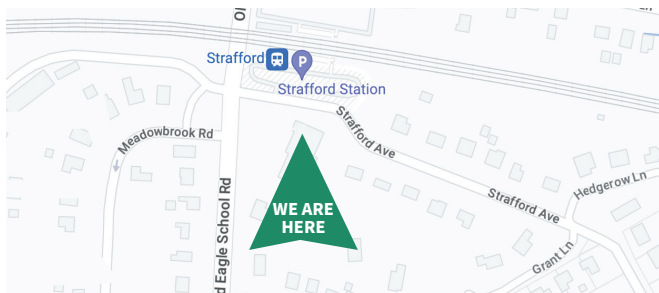 Ol
Strafford
P
Strafford Station
Meadowbrook Rd
Strafford Ave
d Eagle School Rd
WE ARE
HERE
Strafford Ave
Hedgerow Ln
Grant Ln